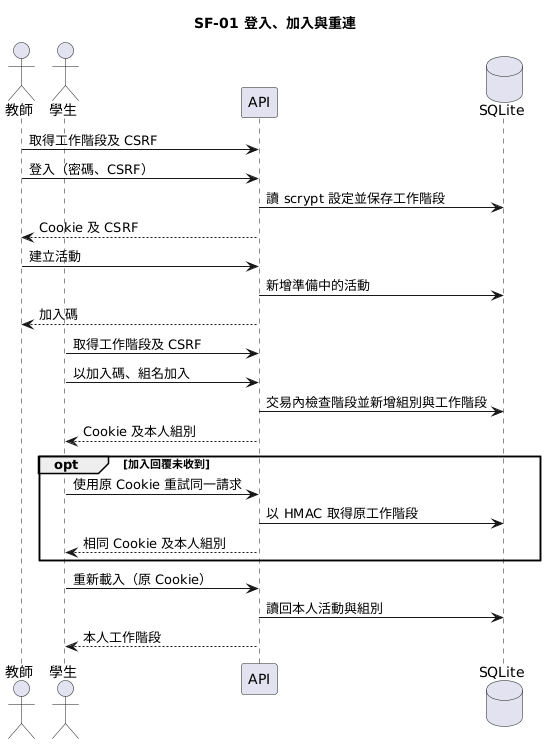 SF-01 登入、加入與重連
教師
學生
API
SQLite
取得工作階段及 CSRF
登入（密碼、CSRF）
讀 scrypt 設定並保存工作階段
Cookie 及 CSRF
建立活動
新增準備中的活動
加入碼
取得工作階段及 CSRF
以加入碼、組名加入
交易內檢查階段並新增組別與工作階段
Cookie 及本人組別
opt [加入回覆未收到]
使用原 Cookie 重試同一請求
以 HMAC 取得原工作階段
相同 Cookie 及本人組別
重新載入（原 Cookie）
讀回本人活動與組別
本人工作階段
教師
學生
API
SQLite